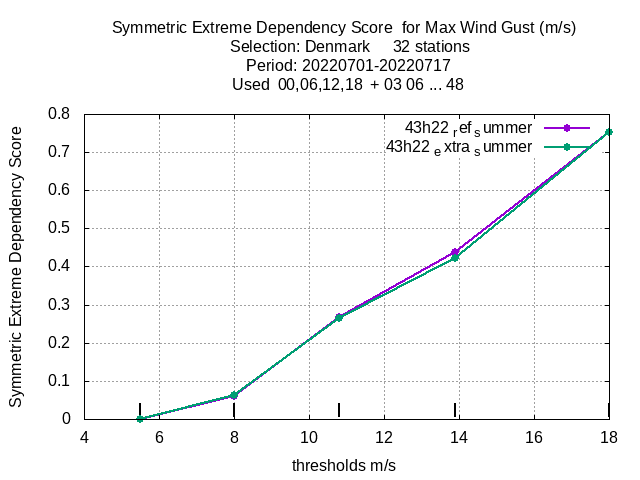 Symmetric Extreme Dependency Score  for Max Wind Gust (m/s)
Selection: Denmark     32 stations
Period: 20220701-20220717
Used  00,06,12,18  + 03 06 ... 48
43h22 ref summer
43h22 extra summer
Symmetric Extreme Dependency Score
0.8
0.7
0.6
0.5
0.4
0.3
0.2
0.1
0
4 6 8 10 12 14 16 18
thresholds m/s